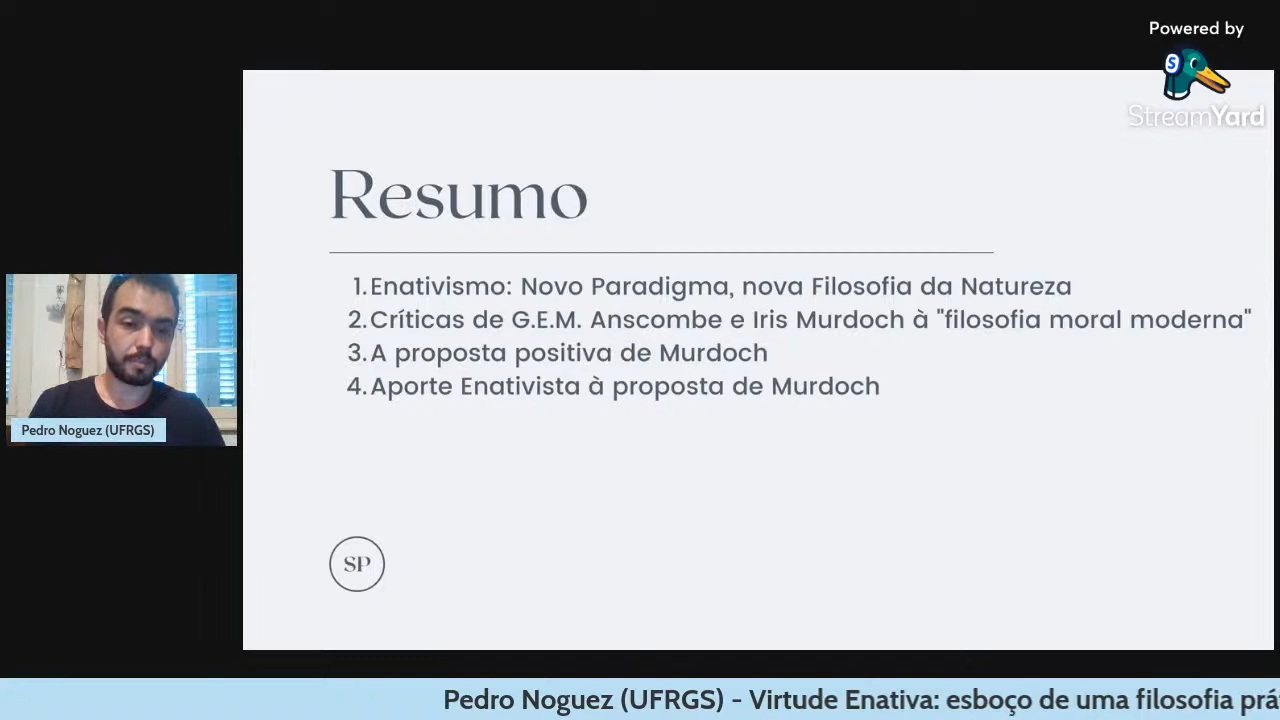 Powered by
S
StreamYard
Resumo
1. Enativismo: Novo Paradigma, nova Filosofia da Natureza
2. Críticas de G.E.M. Anscombe e Iris Murdoch à "filosofia moral moderna"
3. A proposta positiva de Murdoch
4. Aporte Enativista à proposta de Murdoch
Pedro Noguez (UFRGS)
SP
Pedro Noguez (UFRGS) - Virtude Enativa: esboço de uma filosofia prá